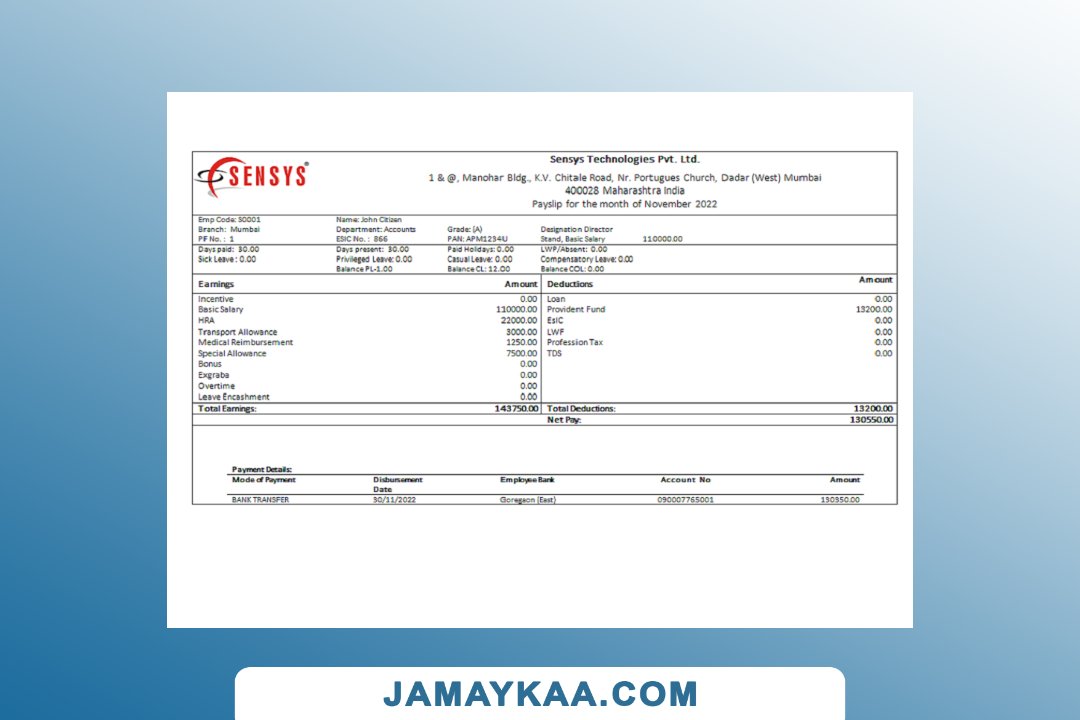 SENSYS®
Sensys Technologies Pvt. Ltd.
1 & @, Manohar Bldg., K.V. Chitale Road, Nr. Portugues Church, Dadar (West) Mumbai
400028 Maharashtra India
Payslip for the month of November 2022
Emp Code: S0001 Name: John Citizen
Branch: Mumbai Department: Accounts Grade: (A) Designation Director
PF No. : 1 ESIC No. : 866 PAN: APM1234U Stand, Basic Salary 110000.00
Days paid: 30.00 Days present: 30.00 Paid Holidays: 0.00 LWP/Absent: 0.00
Sick Leave : 0.00 Privileged Leave: 0.00 Casual Leave: 0.00 Compensatory Leave: 0.00
Balance PL-1.00 Balance CL: 12.00 Balance COL: 0.00
Earnings Amount Deductions Amount
Incentive 0.00 Loan 0.00
Basic Salary 110000.00 Provident Fund 13200.00
HRA 22000.00 EsIC 0.00
Transport Allowance 3000.00 LWF 0.00
Medical Reimbursement 1250.00 Profession Tax 0.00
Special Allowance 7500.00 TDS 0.00
Bonus 0.00
Exgraba 0.00
Overtime 0.00
Leave Encashment 0.00
Total Earnings: 143750.00 Total Deductions: 13200.00
Net Pay: 130550.00
Payment Details:
Mode of Payment Disbursement Employee Bank Account No Amount
Date
BANK TRANSFER 30/11/2022 Goregaon (East) 090007765001 130350.00
JAMAYKAA.COM